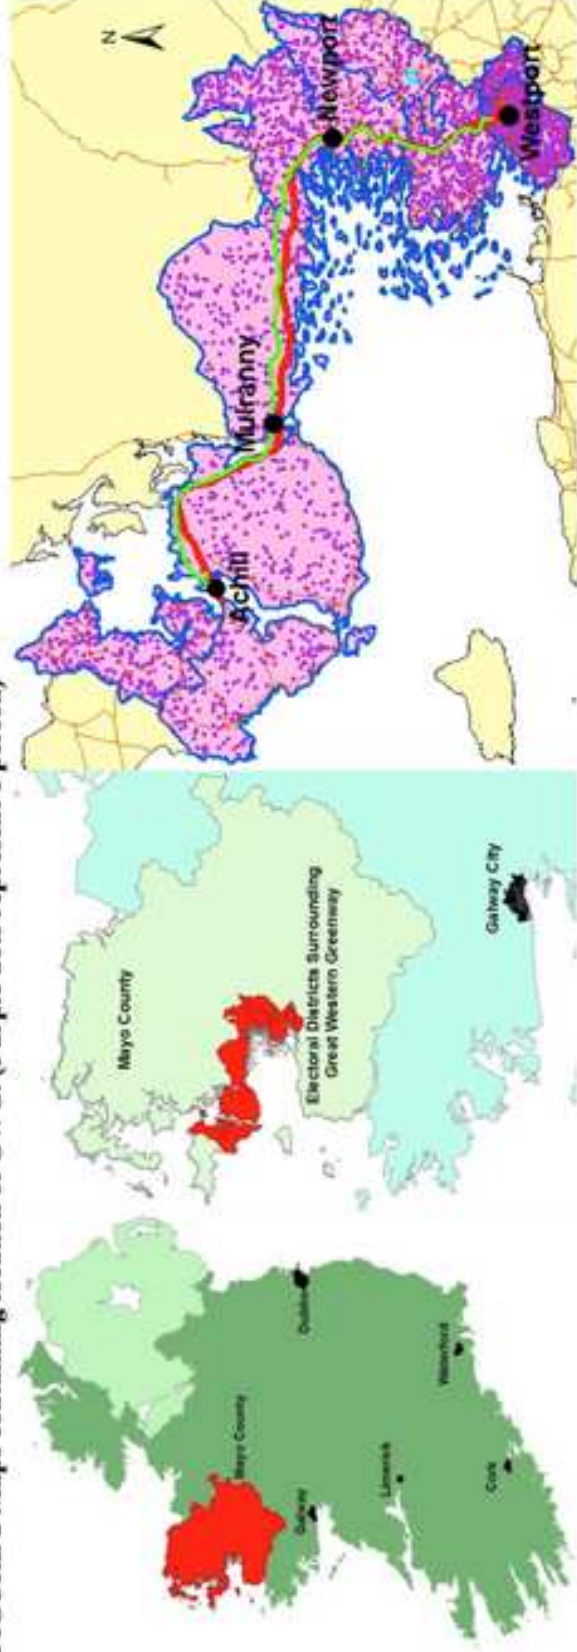 Mayo County
Galway
Dublin
Limerick
Waterford
Cork
Mayo County
Electoral Districts Surrounding
Great Western Greenway
Galway City
N
Achill
Mulranny
Newport
Westport